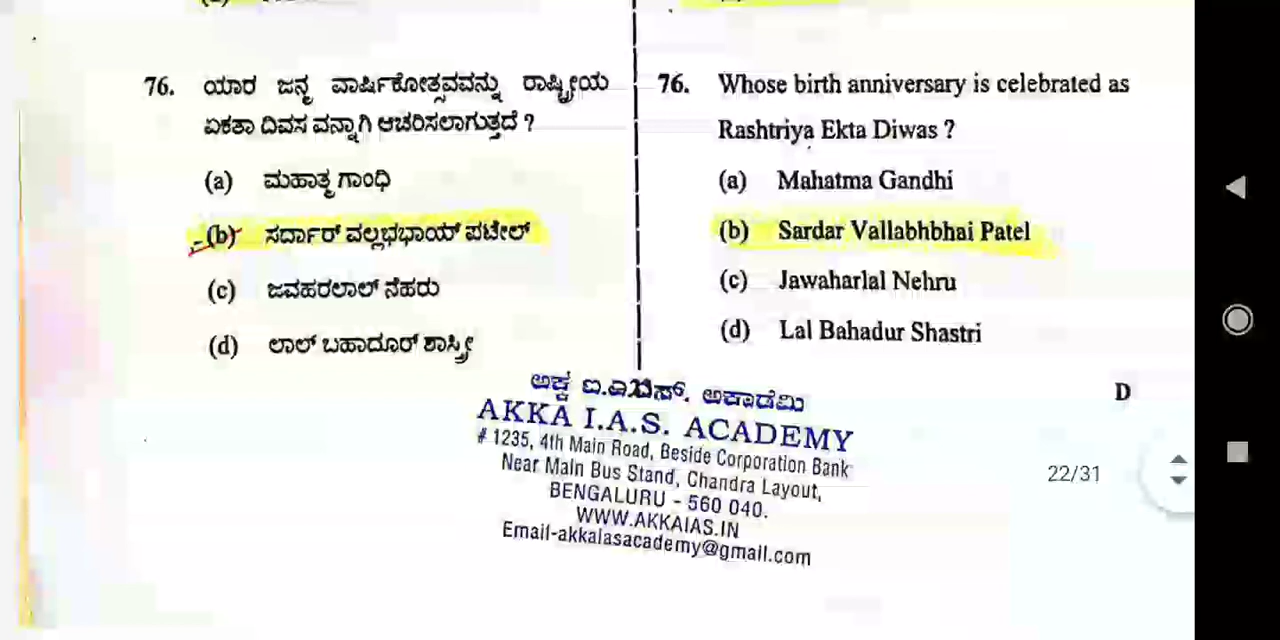 76. ಯಾರ ಜನ್ಮ ವಾರ್ಷಿಕೋತ್ಸವವನ್ನು ರಾಷ್ಟ್ರೀಯ
ಏಕತಾ ದಿವಸ ವನ್ನಾಗಿ ಆಚರಿಸಲಾಗುತ್ತದೆ ?
(a) ಮಹಾತ್ಮ ಗಾಂಧಿ
(b) ಸರ್ದಾರ್ ವಲ್ಲಭಭಾಯ್ ಪಟೇಲ್
(c) ಜವಹರಲಾಲ್ ನೆಹರು
(d) ಲಾಲ್ ಬಹಾದೂರ್ ಶಾಸ್ತ್ರೀ
76. Whose birth anniversary is celebrated as
Rashtriya Ekta Diwas ?
(a) Mahatma Gandhi
(b) Sardar Vallabhbhai Patel
(c) Jawaharlal Nehru
(d) Lal Bahadur Shastri
D
ಅಕ್ಕ ಐ.ಎ.ಎಸ್. ಅಕಾಡೆಮಿ
AKKA I.A.S. ACADEMY
# 1235, 4th Main Road, Beside Corporation Bank
Near Main Bus Stand, Chandra Layout,
BENGALURU - 560 040.
WWW.AKKAIAS.IN
Email-akkaiasacademy@gmail.com
22/31